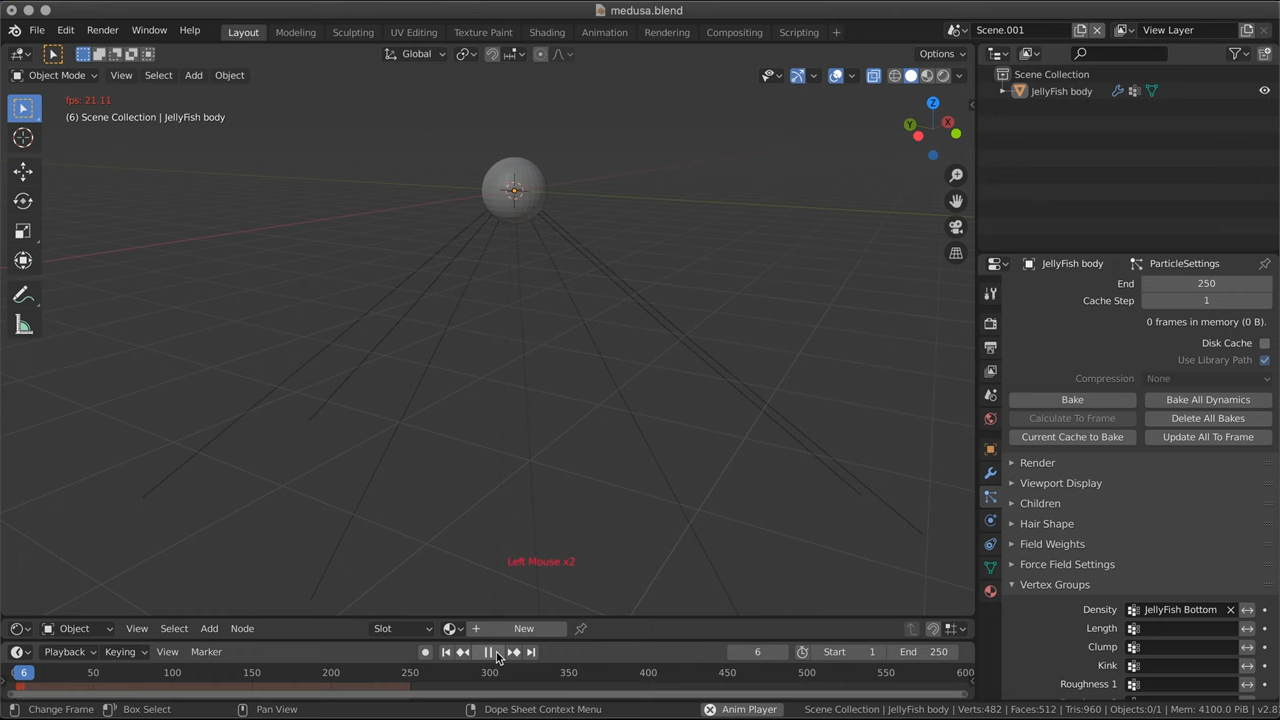 medusa.blend
File Edit Render Window Help Layout Modeling Sculpting UV Editing Texture Paint Shading Animation Rendering Compositing Scripting + Scene.001 View Layer
Global Options
Object Mode View Select Add Object
Scene Collection
JellyFish body
fps: 21.11
(6) Scene Collection | JellyFish body
Z
Y
X
JellyFish body ParticleSettings
End 250
Cache Step 1
0 frames in memory (0 B).
Disk Cache
Use Library Path
Compression None
Bake Bake All Dynamics
Calculate To Frame Delete All Bakes
Current Cache to Bake Update All To Frame
Render
Viewport Display
Children
Hair Shape
Field Weights
Force Field Settings
Vertex Groups
Density JellyFish Bottom
Length
Clump
Kink
Roughness 1
Left Mouse x2
Object View Select Add Node Slot New
Playback Keying View Marker 6 Start 1 End 250
6 50 100 150 200 250 300 350 400 450 500 550 600
Change Frame Box Select Pan View Dope Sheet Context Menu Anim Player Scene Collection | JellyFish body | Verts:482 | Faces:512 | Tris:960 | Objects:0/1 | Mem: 4100.0 PiB | v2.8